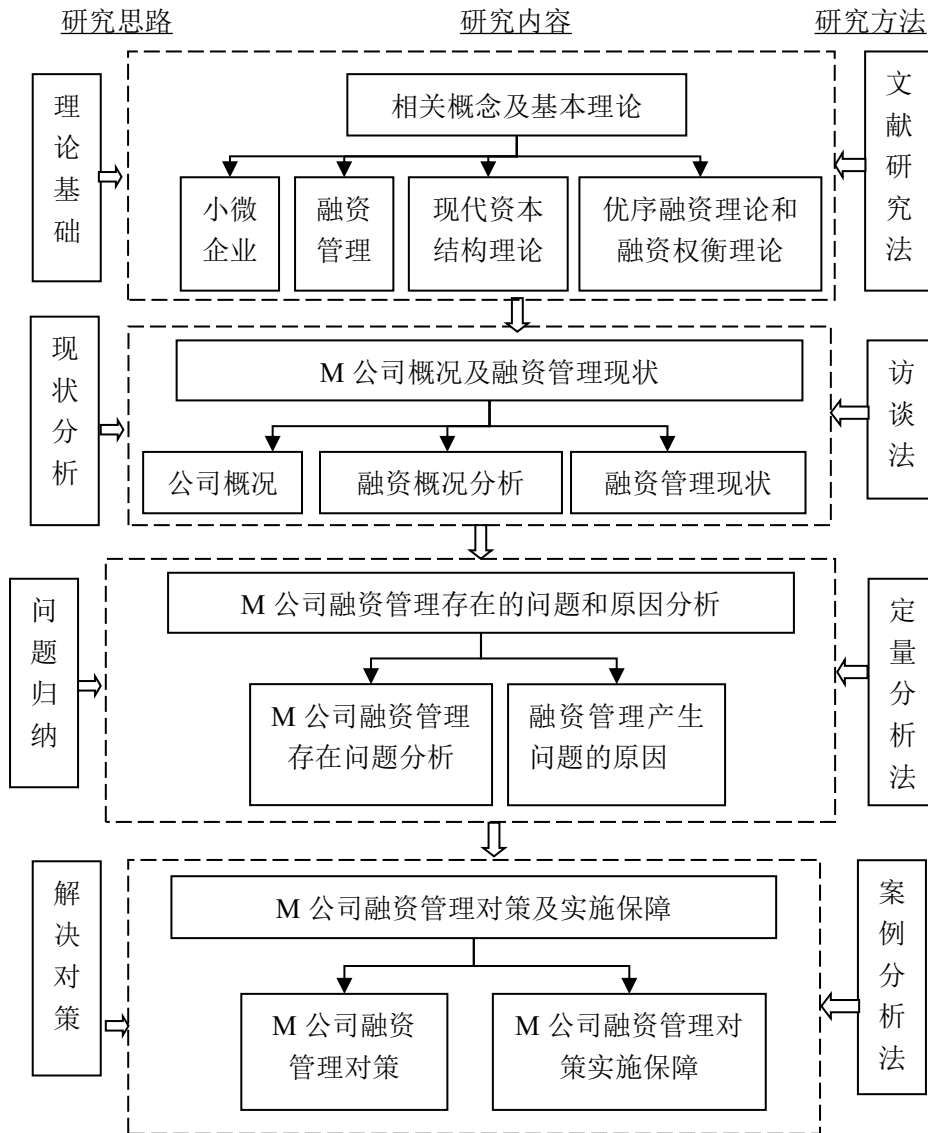 研究思路
研究内容
研究方法
理论基础
相关概念及基本理论
小微
企业
融资
管理
现代资本
结构理论
优序融资理论和
融资权衡理论
文献研究法
现状分析
M 公司概况及融资管理现状
公司概况
融资概况分析
融资管理现状
访谈法
问题归纳
M 公司融资管理存在的问题和原因分析
M 公司融资管理
存在问题分析
融资管理产生
问题的原因
定量分析法
解决对策
M 公司融资管理对策及实施保障
M 公司融资
管理对策
M 公司融资管理对
策实施保障
案例分析法